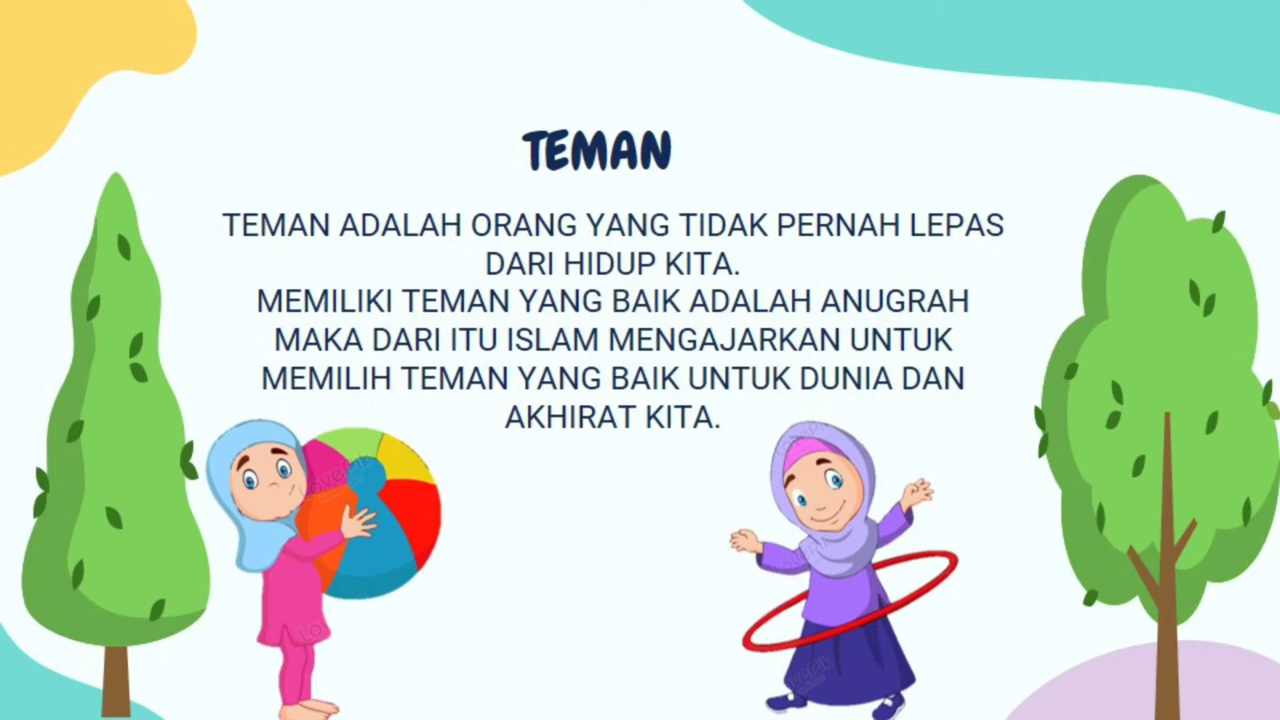 TEMAN
TEMAN ADALAH ORANG YANG TIDAK PERNAH LEPAS
DARI HIDUP KITA.
MEMILIKI TEMAN YANG BAIK ADALAH ANUGRAH
MAKA DARI ITU ISLAM MENGAJARKAN UNTUK
MEMILIH TEMAN YANG BAIK UNTUK DUNIA DAN
AKHIRAT KITA.